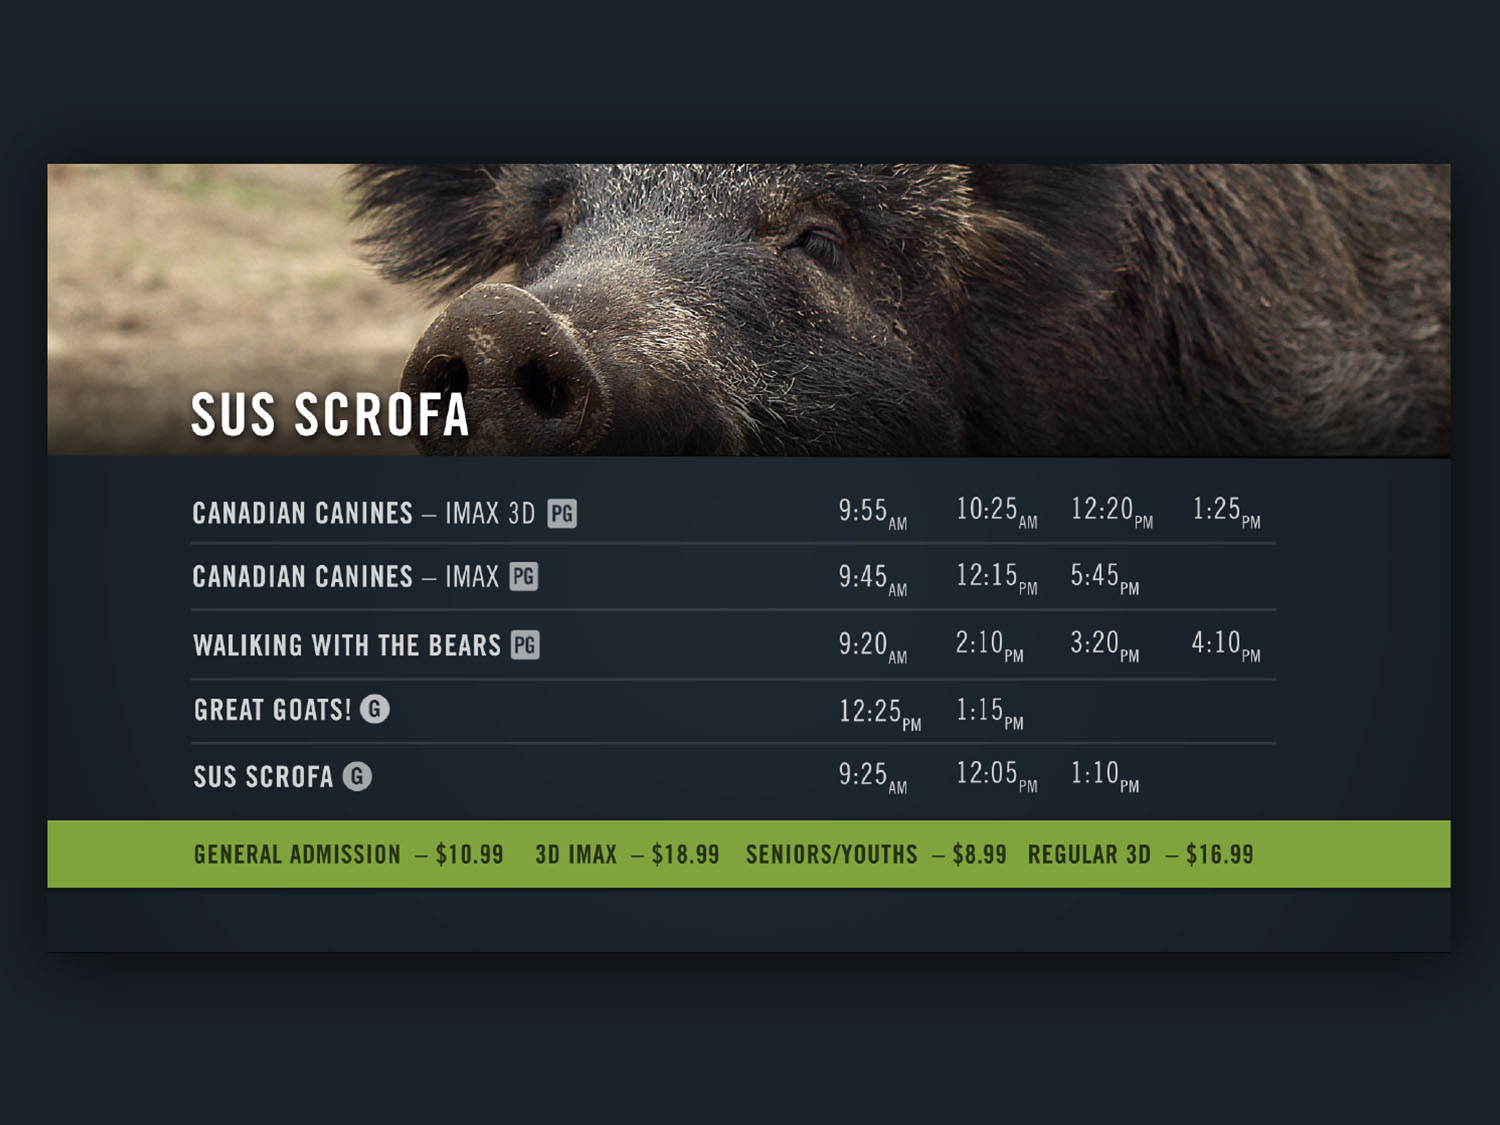 SUS SCROFA
CANADIAN CANINES – IMAX 3D PG 9:55AM 10:25AM 12:20PM 1:25PM
CANADIAN CANINES – IMAX PG 9:45AM 12:15PM 5:45PM
WALIKING WITH THE BEARS PG 9:20AM 2:10PM 3:20PM 4:10PM
GREAT GOATS! G 12:25PM 1:15PM
SUS SCROFA G 9:25AM 12:05PM 1:10PM
GENERAL ADMISSION – $10.99 3D IMAX – $18.99 SENIORS/YOUTHS – $8.99 REGULAR 3D – $16.99